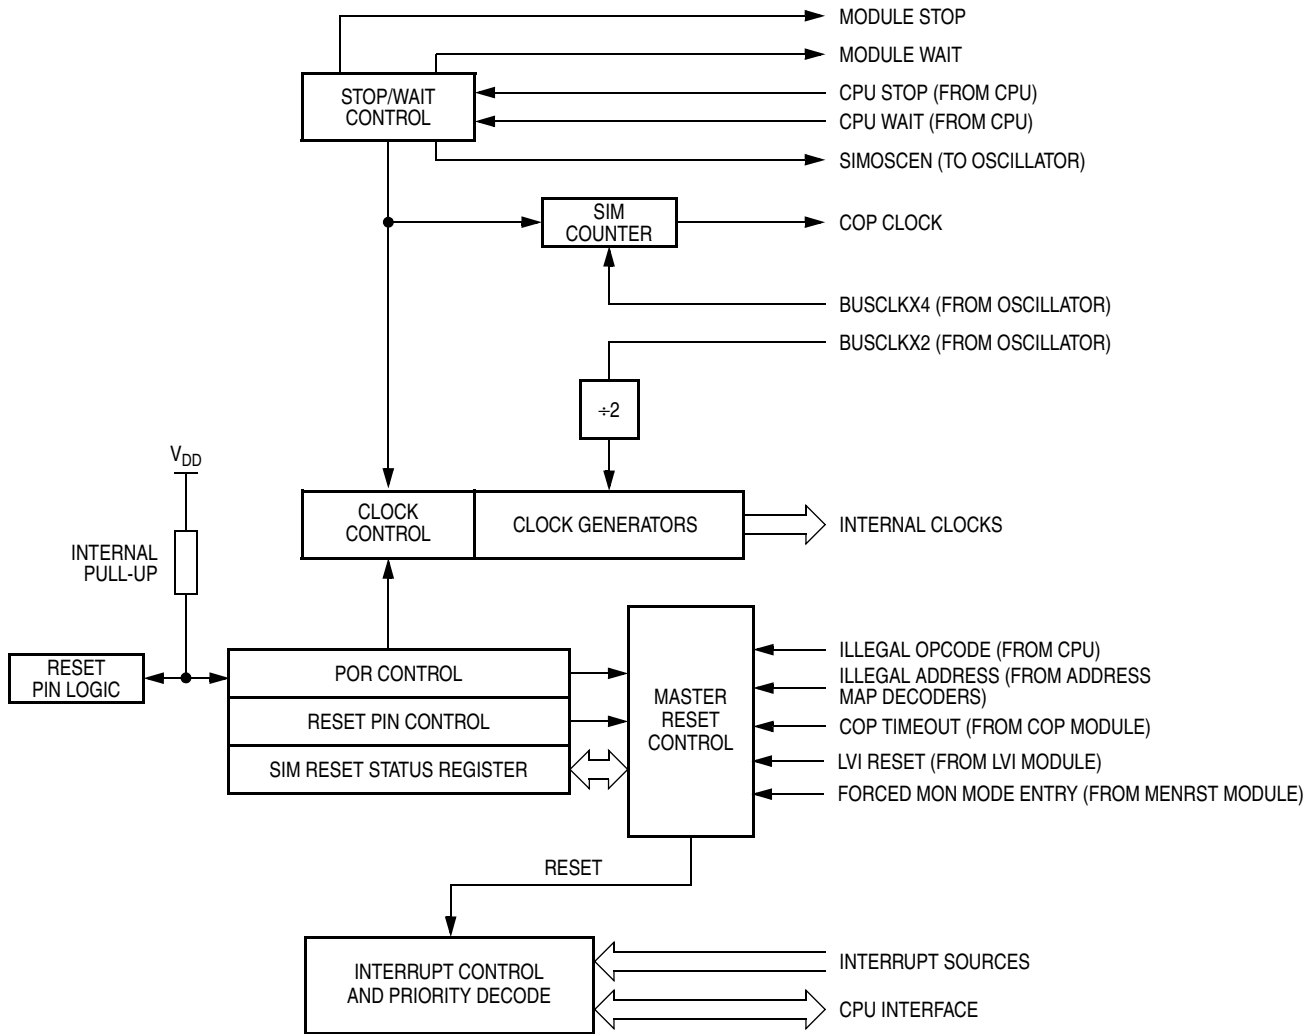 MODULE STOP
MODULE WAIT
STOP/WAIT
CONTROL
CPU STOP (FROM CPU)
CPU WAIT (FROM CPU)
SIMOSCEN (TO OSCILLATOR)
SIM
COUNTER
COP CLOCK
BUSCLKX4 (FROM OSCILLATOR)
BUSCLKX2 (FROM OSCILLATOR)
÷2
VDD
INTERNAL
PULL-UP
CLOCK
CONTROL
CLOCK GENERATORS
INTERNAL CLOCKS
RESET
PIN LOGIC
POR CONTROL
RESET PIN CONTROL
SIM RESET STATUS REGISTER
MASTER
RESET
CONTROL
ILLEGAL OPCODE (FROM CPU)
ILLEGAL ADDRESS (FROM ADDRESS
MAP DECODERS)
COP TIMEOUT (FROM COP MODULE)
LVI RESET (FROM LVI MODULE)
FORCED MON MODE ENTRY (FROM MENRST MODULE)
RESET
INTERRUPT CONTROL
AND PRIORITY DECODE
INTERRUPT SOURCES
CPU INTERFACE